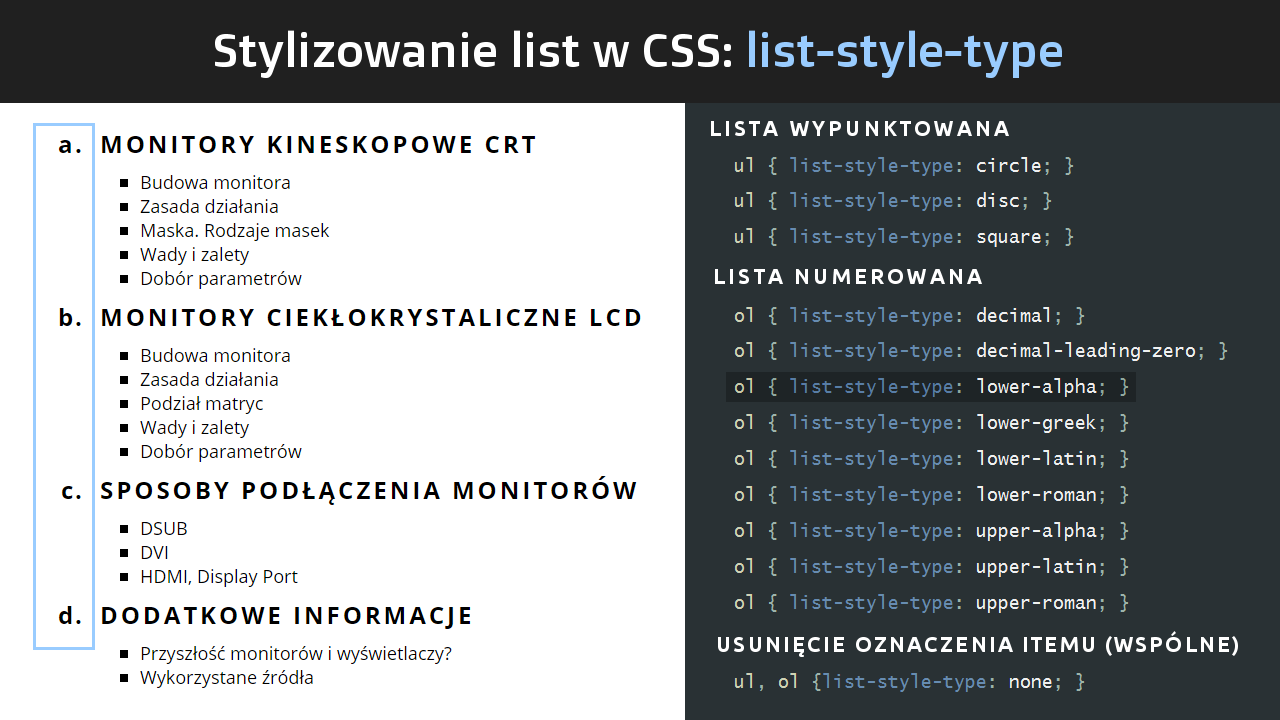 Stylizowanie list w CSS: list-style-type
a. MONITORY KINESKOPOWE CRT
Budowa monitora
Zasada działania
Maska. Rodzaje masek
Wady i zalety
Dobór parametrów
b. MONITORY CIEKŁOKRYSTALICZNE LCD
Budowa monitora
Zasada działania
Podział matryc
Wady i zalety
Dobór parametrów
c. SPOSOBY PODŁĄCZENIA MONITORÓW
DSUB
DVI
HDMI, Display Port
d. DODATKOWE INFORMACJE
Przyszłość monitorów i wyświetlaczy?
Wykorzystane źródła
LISTA WYPUNKTOWANA
ul { list-style-type: circle; }
ul { list-style-type: disc; }
ul { list-style-type: square; }
LISTA NUMEROWANA
ol { list-style-type: decimal; }
ol { list-style-type: decimal-leading-zero; }
ol { list-style-type: lower-alpha; }
ol { list-style-type: lower-greek; }
ol { list-style-type: lower-latin; }
ol { list-style-type: lower-roman; }
ol { list-style-type: upper-alpha; }
ol { list-style-type: upper-latin; }
ol { list-style-type: upper-roman; }
USUNIĘCIE OZNACZENIA ITEMU (WSPÓLNE)
ul, ol {list-style-type: none; }